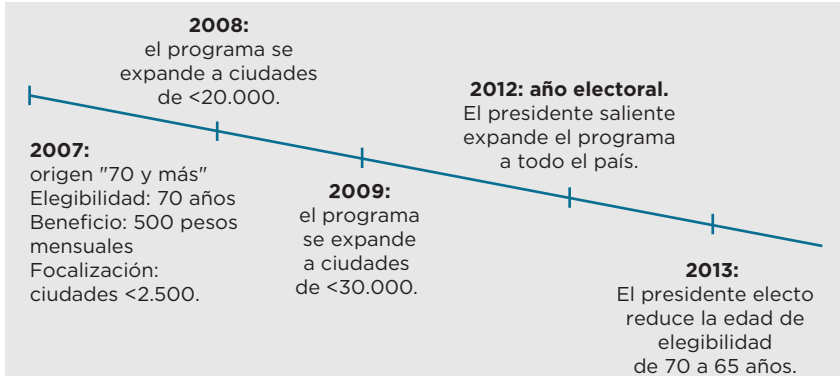 2008:
el programa se
expande a ciudades
de <20.000.
2007:
origen "70 y más"
Elegibilidad: 70 años
Beneficio: 500 pesos
mensuales
Focalización:
ciudades <2.500.
2009:
el programa
se expande
a ciudades
de <30.000.
2012: año electoral.
El presidente saliente
expande el programa
a todo el país.
2013:
El presidente electo
reduce la edad de
elegibilidad
de 70 a 65 años.